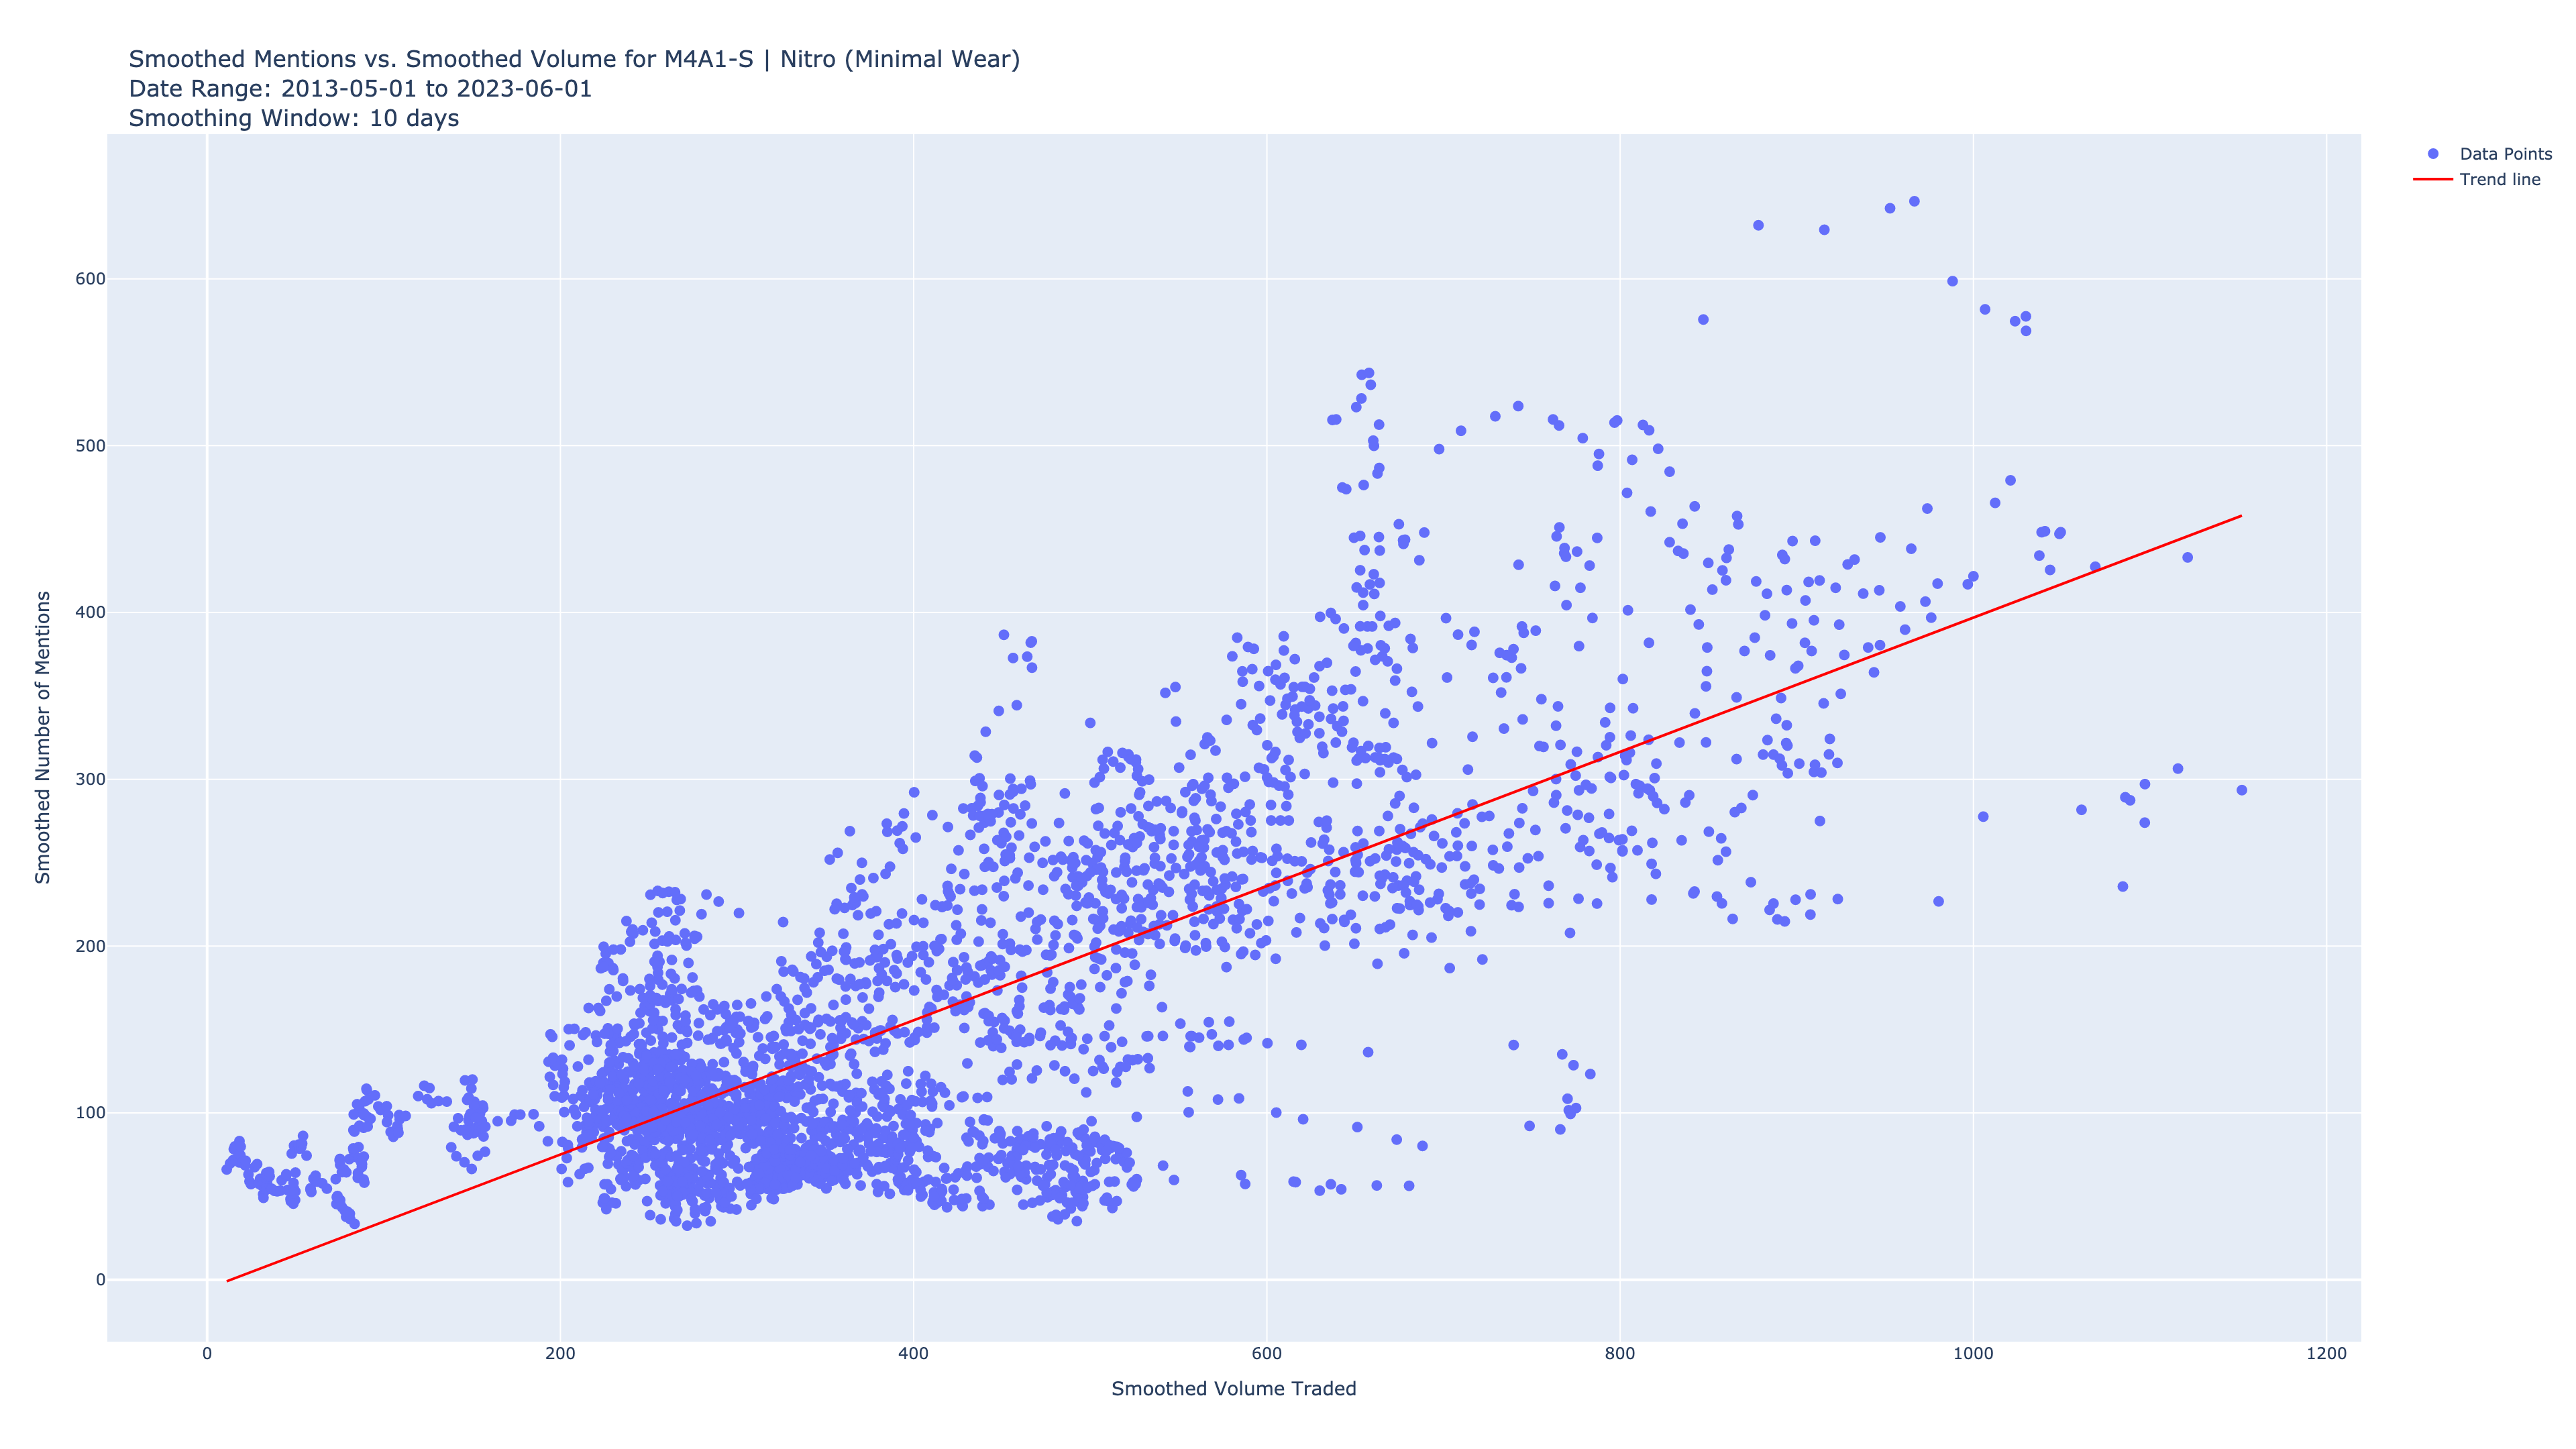 Smoothed Mentions vs. Smoothed Volume for M4A1-S | Nitro (Minimal Wear)
Date Range: 2013-05-01 to 2023-06-01
Smoothing Window: 10 days
Data Points
Trend line
600
500
400
300
200
100
0
Smoothed Number of Mentions
0 200 400 600 800 1000 1200
Smoothed Volume Traded